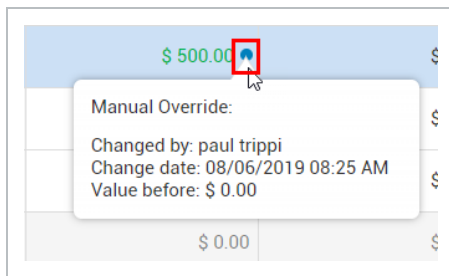 $ 500.00 $
Manual Override:
$
Changed by: paul trippi
Change date: 08/06/2019 08:25 AM
$
Value before: $ 0.00
$ 0.00 $